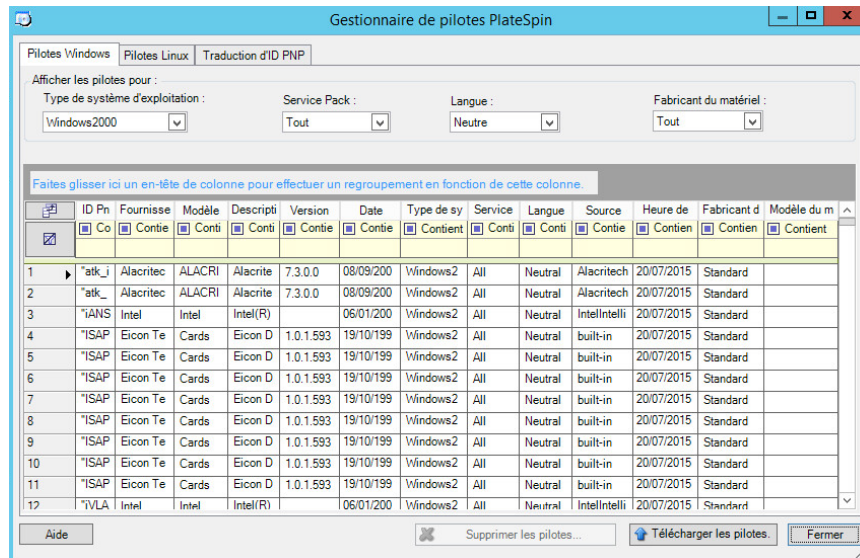 Gestionnaire de pilotes PlateSpin
Pilotes Windows Pilotes Linux Traduction d'ID PNP
Afficher les pilotes pour :
Type de système d'exploitation : Service Pack : Langue : Fabricant du matériel :
Windows2000 Tout Neutre Tout
Faites glisser ici un en-tête de colonne pour effectuer un regroupement en fonction de cette colonne.
ID Pn Fournisse Modèle Descripti Version Date Type de sy Service Langue Source Heure de Fabricant d Modèle du m
Co Contie Conti Conti Contie Contie Contient Conti Conti Contie Contien Contien Contient
1 "atk_i Alacritec ALACRI Alacrite 7.3.0.0 08/09/200 Windows2 All Neutral Alacritech 20/07/2015 Standard
2 "atk_ Alacritec ALACRI Alacrite 7.3.0.0 08/09/200 Windows2 All Neutral Alacritech 20/07/2015 Standard
3 "iANS Intel Intel Intel(R) 06/01/200 Windows2 All Neutral IntelIntelli 20/07/2015 Standard
4 "ISAP Eicon Te Cards Eicon D 1.0.1.593 19/10/199 Windows2 All Neutral built-in 20/07/2015 Standard
5 "ISAP Eicon Te Cards Eicon D 1.0.1.593 19/10/199 Windows2 All Neutral built-in 20/07/2015 Standard
6 "ISAP Eicon Te Cards Eicon D 1.0.1.593 19/10/199 Windows2 All Neutral built-in 20/07/2015 Standard
7 "ISAP Eicon Te Cards Eicon D 1.0.1.593 19/10/199 Windows2 All Neutral built-in 20/07/2015 Standard
8 "ISAP Eicon Te Cards Eicon D 1.0.1.593 19/10/199 Windows2 All Neutral built-in 20/07/2015 Standard
9 "ISAP Eicon Te Cards Eicon D 1.0.1.593 19/10/199 Windows2 All Neutral built-in 20/07/2015 Standard
10 "ISAP Eicon Te Cards Eicon D 1.0.1.593 19/10/199 Windows2 All Neutral built-in 20/07/2015 Standard
11 "ISAP Eicon Te Cards Eicon D 1.0.1.593 19/10/199 Windows2 All Neutral built-in 20/07/2015 Standard
12 "iVLA Intel Intel Intel(R) 06/01/200 Windows2 All Neutral IntelIntelli 20/07/2015 Standard
Aide Supprimer les pilotes... Télécharger les pilotes. Fermer